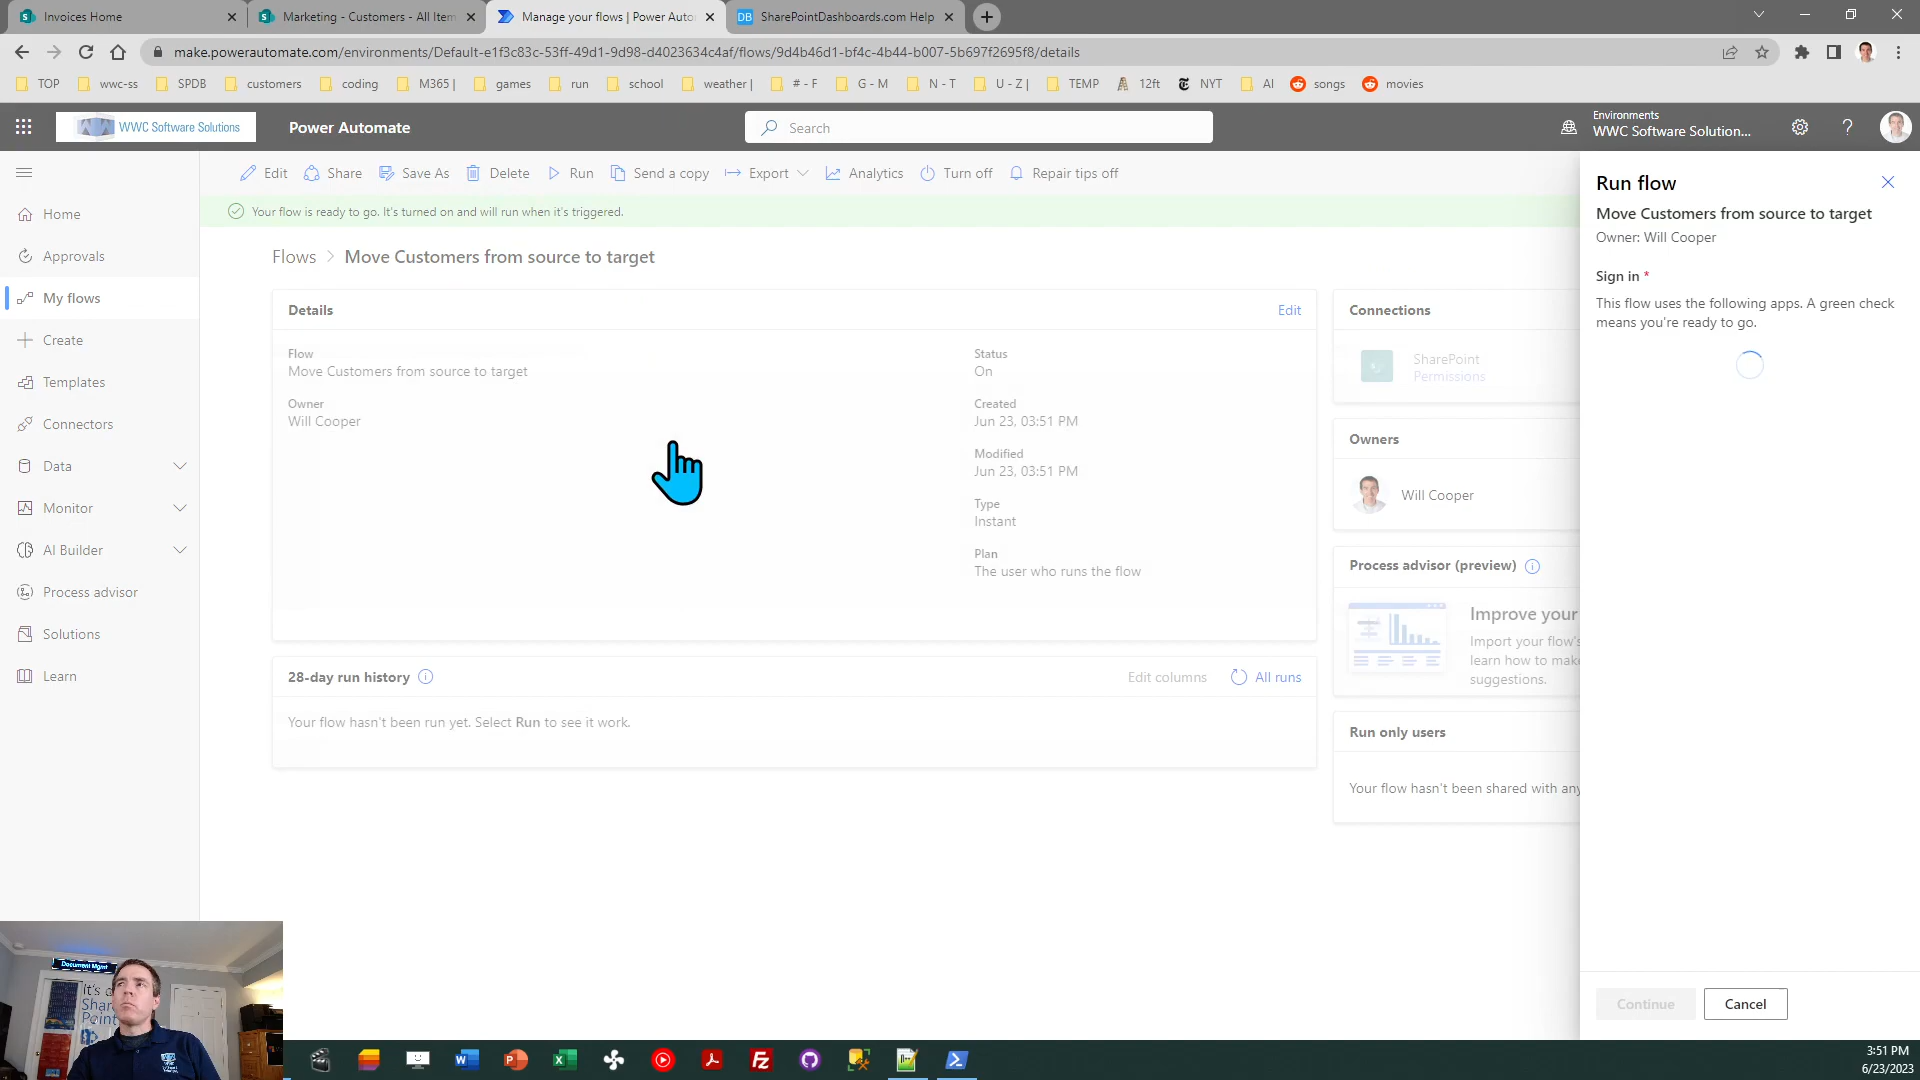 Invoices Home
Marketing - Customers - All Item
Manage your flows | Power Auto
SharePointDashboards.com Help
make.powerautomate.com/environments/Default-e1f3c83c-53ff-49d1-9d98-d4023634c4af/flows/9d4b46d1-bf4c-4b44-b007-5b697f2695f8/details
TOP
wwc-ss
SPDB
customers
coding
M365 |
games
run
school
weather |
# - F
G - M
N - T
U - Z |
TEMP
12ft
NYT
AI
songs
movies
WWC Software Solutions
Power Automate
Search
Environments
WWC Software Solution...
Edit
Share
Save As
Delete
Run
Send a copy
Export
Analytics
Turn off
Repair tips off
Your flow is ready to go. It's turned on and will run when it's triggered.
Home
Approvals
My flows
Create
Templates
Connectors
Data
Monitor
AI Builder
Process advisor
Solutions
Learn
Flows > Move Customers from source to target
Details
Edit
Flow
Move Customers from source to target
Owner
Will Cooper
Status
On
Created
Jun 23, 03:51 PM
Modified
Jun 23, 03:51 PM
Type
Instant
Plan
The user who runs the flow
28-day run history
Edit columns
All runs
Your flow hasn't been run yet. Select Run to see it work.
Connections
SharePoint
Permissions
Owners
Will Cooper
Process advisor (preview)
Improve your
Import your flow's
learn how to make
suggestions.
Run only users
Your flow hasn't been shared with any
Run flow
Move Customers from source to target
Owner: Will Cooper
Sign in *
This flow uses the following apps. A green check
means you're ready to go.
Continue
Cancel
Document Mgmt
It's
Share
Point
3:51 PM
6/23/2023